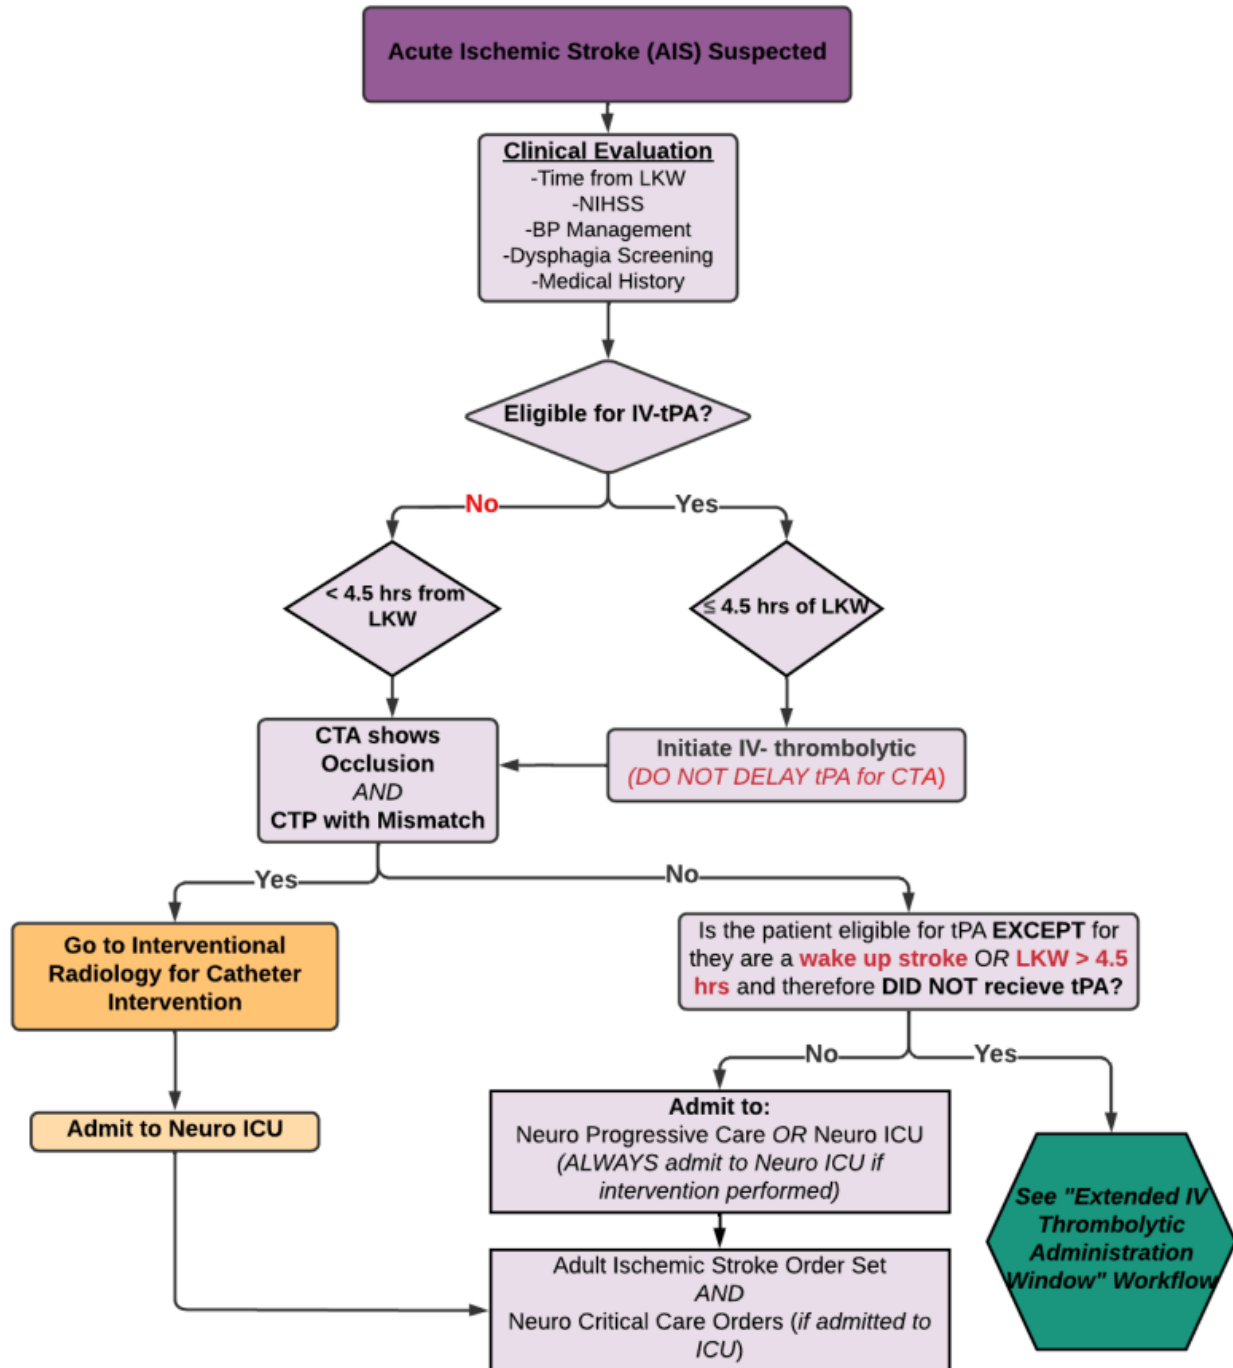 Acute Ischemic Stroke (AIS) Suspected
Clinical Evaluation
-Time from LKW
-NIHSS
-BP Management
-Dysphagia Screening
-Medical History
Eligible for IV-tPA?
No
Yes
< 4.5 hrs from
LKW
≤ 4.5 hrs of LKW
CTA shows
Occlusion
AND
CTP with Mismatch
Initiate IV- thrombolytic
(DO NOT DELAY tPA for CTA)
Yes
No
Go to Interventional
Radiology for Catheter
Intervention
Is the patient eligible for tPA EXCEPT for
they are a wake up stroke OR LKW > 4.5
hrs and therefore DID NOT recieve tPA?
No
Yes
Admit to Neuro ICU
Admit to:
Neuro Progressive Care OR Neuro ICU
(ALWAYS admit to Neuro ICU if
intervention performed)
See "Extended IV
Thrombolytic
Administration
Window" Workflow
Adult Ischemic Stroke Order Set
AND
Neuro Critical Care Orders (if admitted to
ICU)